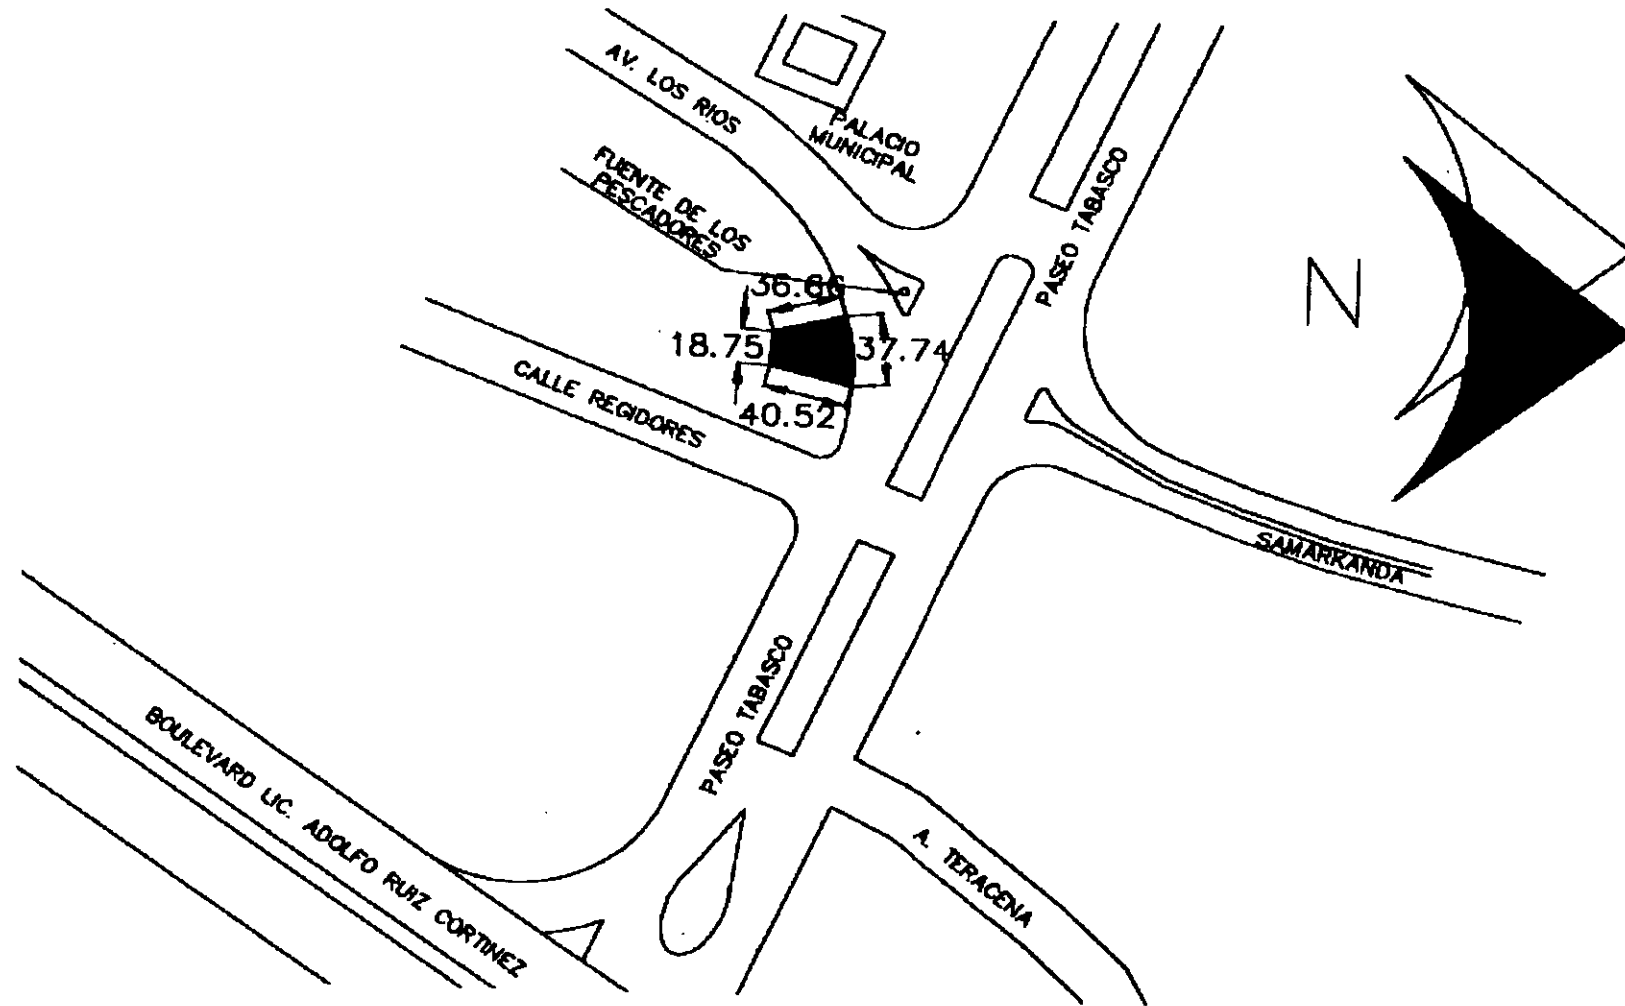 AV. LOS RIOS
PALACIO
MUNICIPAL
FUENTE DE LOS
PESCADORES
PASEO TABASCO
N
36.66
18.75
37.74
40.52
CALLE REGIDORES
SAMARKANDA
PASEO TABASCO
BOULEVARD LIC. ADOLFO RUIZ CORTINEZ
A. TERACENA